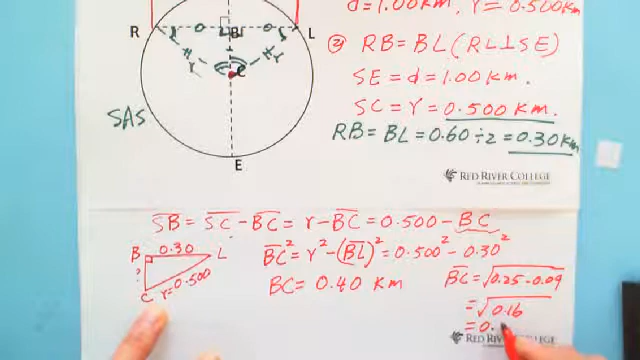 d = 1.00 km, r = 0.500 km
(2) RB = BL (RL ⊥ SE)
SE = d = 1.00 km.
SC = r = 0.500 km.
RB = BL = 0.60 ÷ 2 = 0.30 km
R B L
r r
C
SAS
E
RED RIVER COLLEGE
SB = SC - BC = r - BC = 0.500 - BC
B 0.30 L
? C r = 0.500
BC² = r² - (BL)² = 0.500² - 0.30²
BC = 0.40 km
BC = √0.25 - 0.09
= √0.16
= 0.
RED RIVER COLLEGE